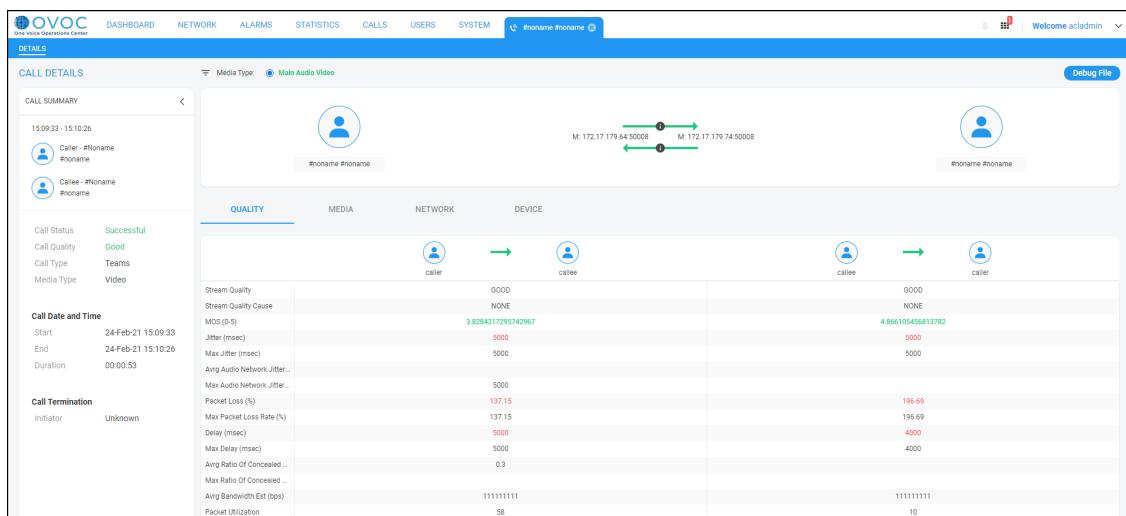 OVOC
One Voice Operations Center
DASHBOARD NETWORK ALARMS STATISTICS CALLS USERS SYSTEM #noname #noname
1
Welcome acladmin
DETAILS
CALL DETAILS
Media Type: Main Audio Video
Debug File
CALL SUMMARY
15:09:33 - 15:10:26
Caller - #Noname
#noname
Callee - #Noname
#noname
Call Status Successful
Call Quality Good
Call Type Teams
Media Type Video
Call Date and Time
Start 24-Feb-21 15:09:33
End 24-Feb-21 15:10:26
Duration 00:00:53
Call Termination
Initiator Unknown
#noname #noname
M: 172.17.179.64:50008 M: 172.17.179.74:50008
#noname #noname
QUALITY MEDIA NETWORK DEVICE
caller callee callee caller
Stream Quality GOOD GOOD
Stream Quality Cause NONE NONE
MOS (0-5) 3.8284317295742967 4.866105456813782
Jitter (msec) 5000 5000
Max Jitter (msec) 5000 5000
Avrg Audio Network Jitter...
Max Audio Network Jitter... 5000
Packet Loss (%) 137.15 196.69
Max Packet Loss Rate (%) 137.15 196.69
Delay (msec) 5000 4000
Max Delay (msec) 5000 4000
Avrg Ratio Of Concealed ... 0.3
Max Ratio Of Concealed ...
Avrg Bandwidth Est (bps) 111111111 111111111
Packet Utilization 58 10